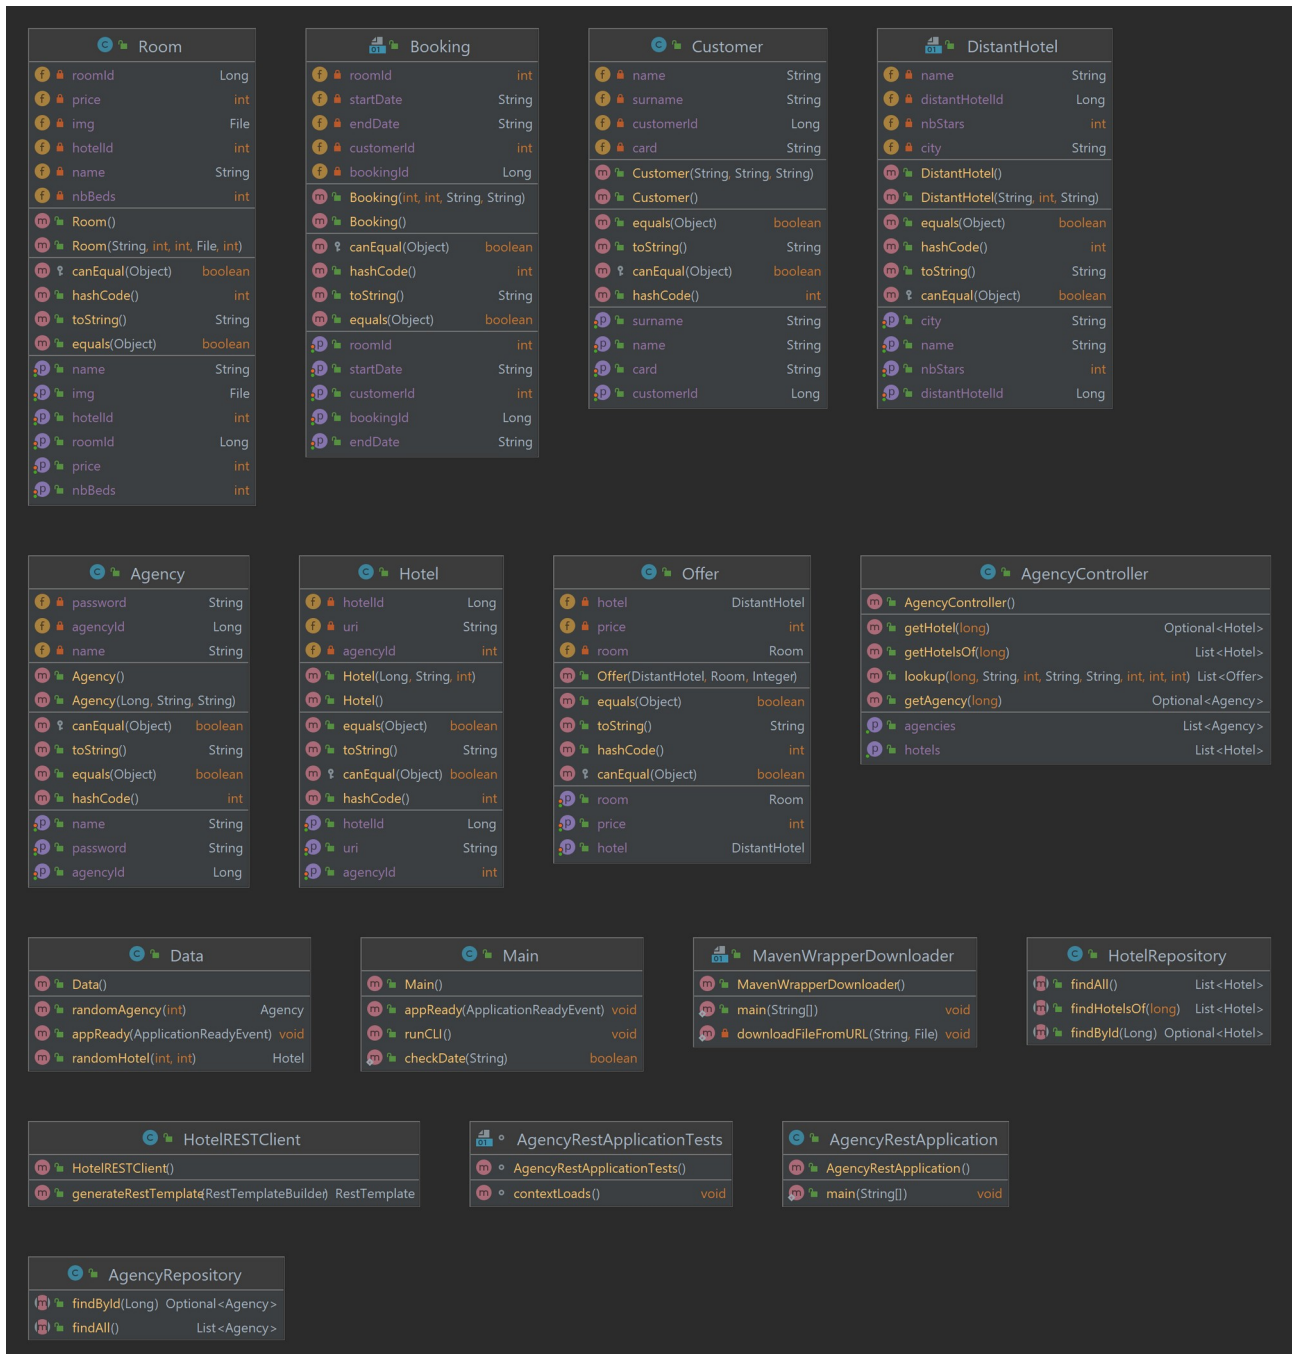 Room
roomId Long
price int
img File
hotelId int
name String
nbBeds int
Room()
Room(String, int, int, File, int)
canEqual(Object) boolean
hashCode() int
toString() String
equals(Object) boolean
name String
img File
hotelId int
roomId Long
price int
nbBeds int
Booking
roomId int
startDate String
endDate String
customerId int
bookingId Long
Booking(int, int, String, String)
Booking()
canEqual(Object) boolean
hashCode() int
toString() String
equals(Object) boolean
roomId int
startDate String
customerId int
bookingId Long
endDate String
Customer
name String
surname String
customerId Long
card String
Customer(String, String, String)
Customer()
equals(Object) boolean
toString() String
canEqual(Object) boolean
hashCode() int
surname String
name String
card String
customerId Long
DistantHotel
name String
distantHotelId Long
nbStars int
city String
DistantHotel()
DistantHotel(String, int, String)
equals(Object) boolean
hashCode() int
toString() String
canEqual(Object) boolean
city String
name String
nbStars int
distantHotelId Long
Agency
password String
agencyId Long
name String
Agency()
Agency(Long, String, String)
canEqual(Object) boolean
toString() String
equals(Object) boolean
hashCode() int
name String
password String
agencyId Long
Hotel
hotelId Long
uri String
agencyId int
Hotel(Long, String, int)
Hotel()
equals(Object) boolean
toString() String
canEqual(Object) boolean
hashCode() int
hotelId Long
uri String
agencyId int
Offer
hotel DistantHotel
price int
room Room
Offer(DistantHotel, Room, Integer)
equals(Object) boolean
toString() String
hashCode() int
canEqual(Object) boolean
room Room
price int
hotel DistantHotel
AgencyController
AgencyController()
getHotel(long) Optional<Hotel>
getHotelsOf(long) List<Hotel>
lookup(long, String, int, String, String, int, int, int) List<Offer>
getAgency(long) Optional<Agency>
agencies List<Agency>
hotels List<Hotel>
Data
Data()
randomAgency(int) Agency
appReady(ApplicationReadyEvent) void
randomHotel(int, int) Hotel
Main
Main()
appReady(ApplicationReadyEvent) void
runCLI() void
checkDate(String) boolean
MavenWrapperDownloader
MavenWrapperDownloader()
main(String[]) void
downloadFileFromURL(String, File) void
HotelRepository
findAll() List<Hotel>
findHotelsOf(long) List<Hotel>
findById(Long) Optional<Hotel>
HotelRESTClient
HotelRESTClient()
generateRestTemplate(RestTemplateBuilder) RestTemplate
AgencyRestApplicationTests
AgencyRestApplicationTests()
contextLoads() void
AgencyRestApplication
AgencyRestApplication()
main(String[]) void
AgencyRepository
findById(Long) Optional<Agency>
findAll() List<Agency>